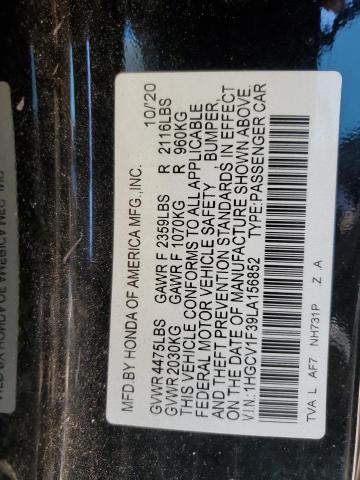 MFD. BY HONDA OF AMERICA MFG.,INC. 10/20
GVWR 4475LBS GAWR F 2359LBS R 2116LBS
GVWR 2030KG GAWR F 1070KG R 960KG
THIS VEHICLE CONFORMS TO ALL APPLICABLE
FEDERAL MOTOR VEHICLE SAFETY , BUMPER,
AND THEFT PREVENTION STANDARDS IN EFFECT
ON THE DATE OF MANUFACTURE SHOWN ABOVE.
V.I.N.:1HGCV1F39LA156852 TYPE:PASSENGER CAR
TVA L AF7 NH731P Z A